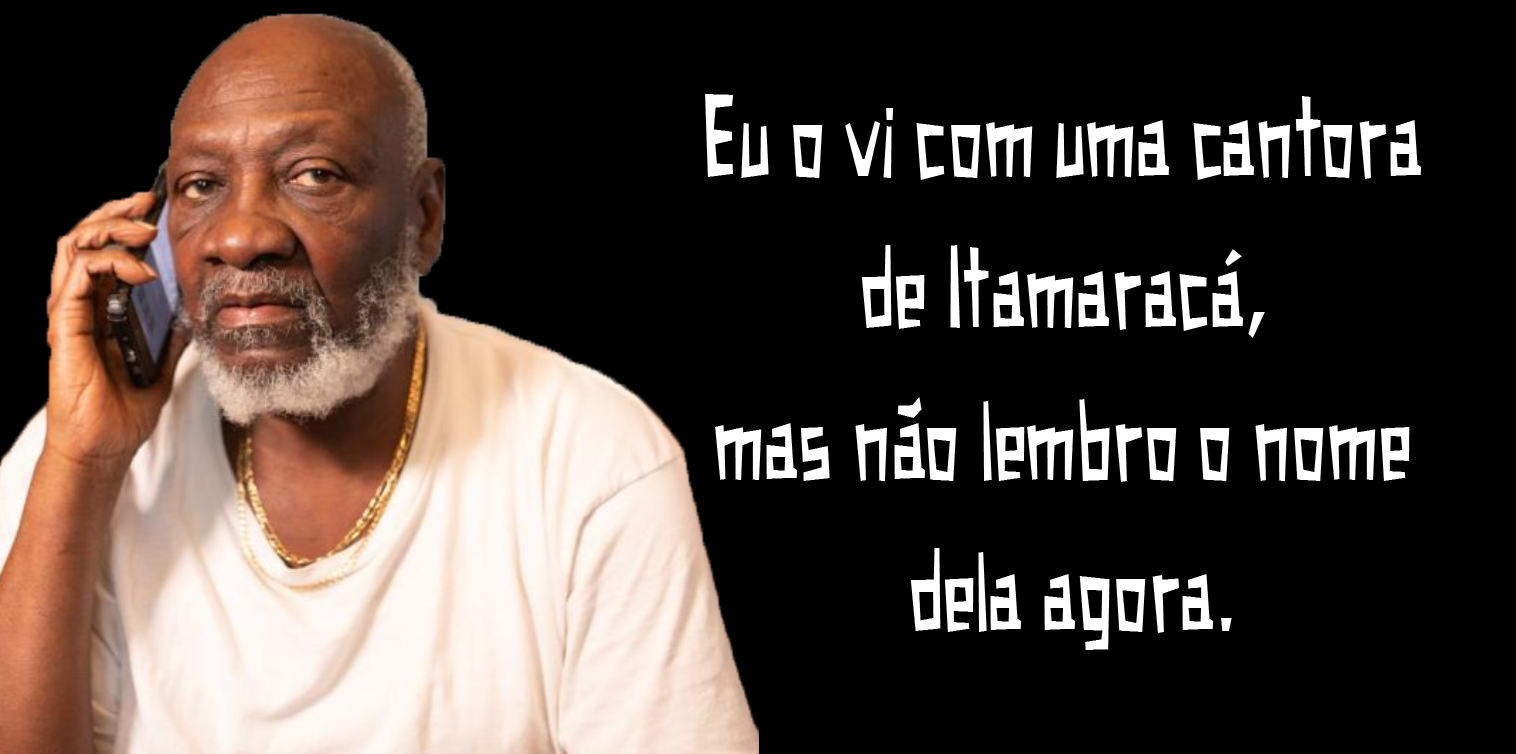 Eu o vi com uma cantora
de Itamaracá,
mas não lembro o nome
dela agora.